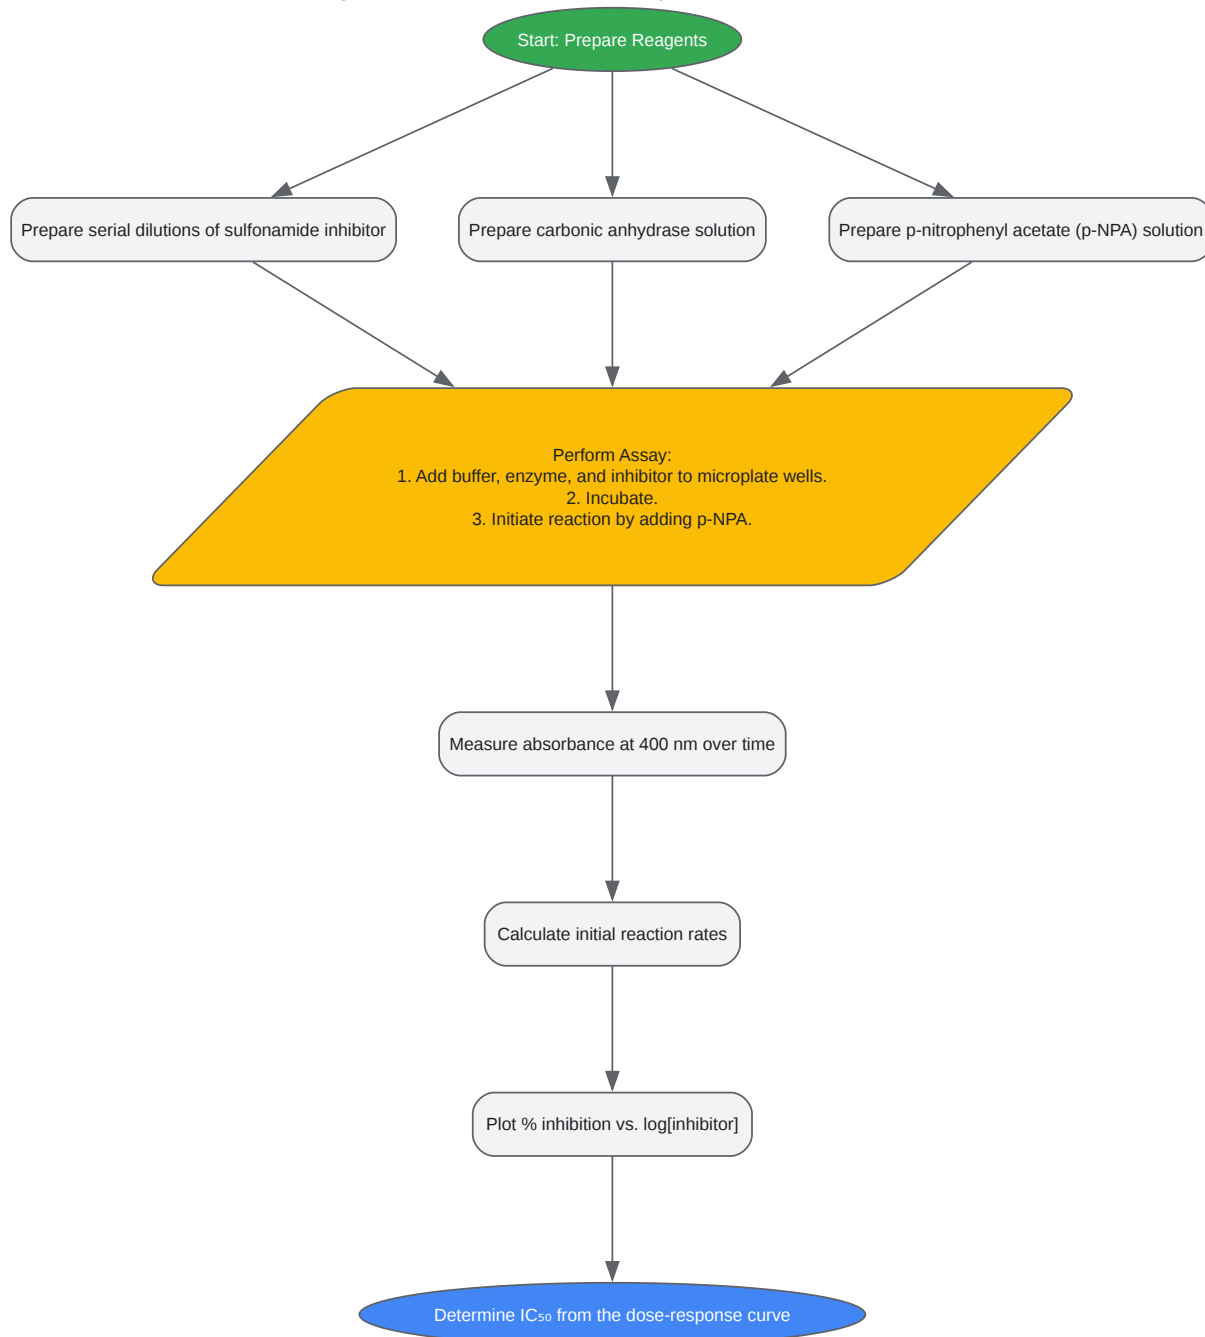 Start: Prepare Reagents
Prepare serial dilutions of sulfonamide inhibitor
Prepare carbonic anhydrase solution
Prepare p-nitrophenyl acetate (p-NPA) solution
Perform Assay:
1. Add buffer, enzyme, and inhibitor to microplate wells.
2. Incubate.
3. Initiate reaction by adding p-NPA.
Measure absorbance at 400 nm over time
Calculate initial reaction rates
Plot % inhibition vs. log[inhibitor]
Determine IC₅₀ from the dose-response curve